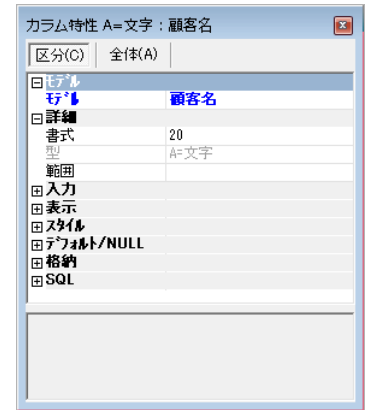 カラム特性 A=文字：顧客名
区分(C) 全体(A)
ﾓﾃﾞﾙ
ﾓﾃﾞﾙ 顧客名
詳細
書式 20
型 A=文字
範囲
入力
表示
ｽﾀｲﾙ
ﾃﾞﾌｫﾙﾄ/NULL
格納
SQL